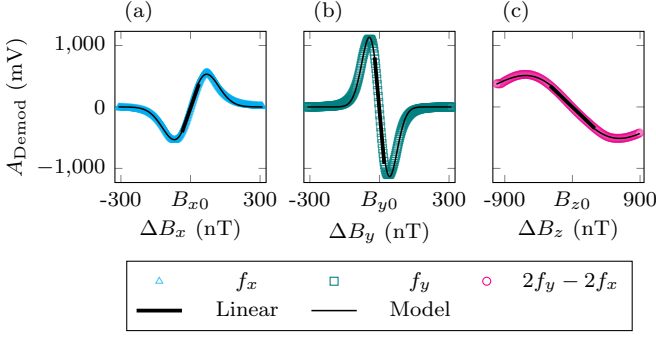 (a) (b) (c)
1,000
0
−1,000
A_Demod (mV)
-300 B_x0 300 -300 B_y0 300 -900 B_z0 900
ΔB_x (nT) ΔB_y (nT) ΔB_z (nT)
f_x f_y 2f_y − 2f_x
Linear Model